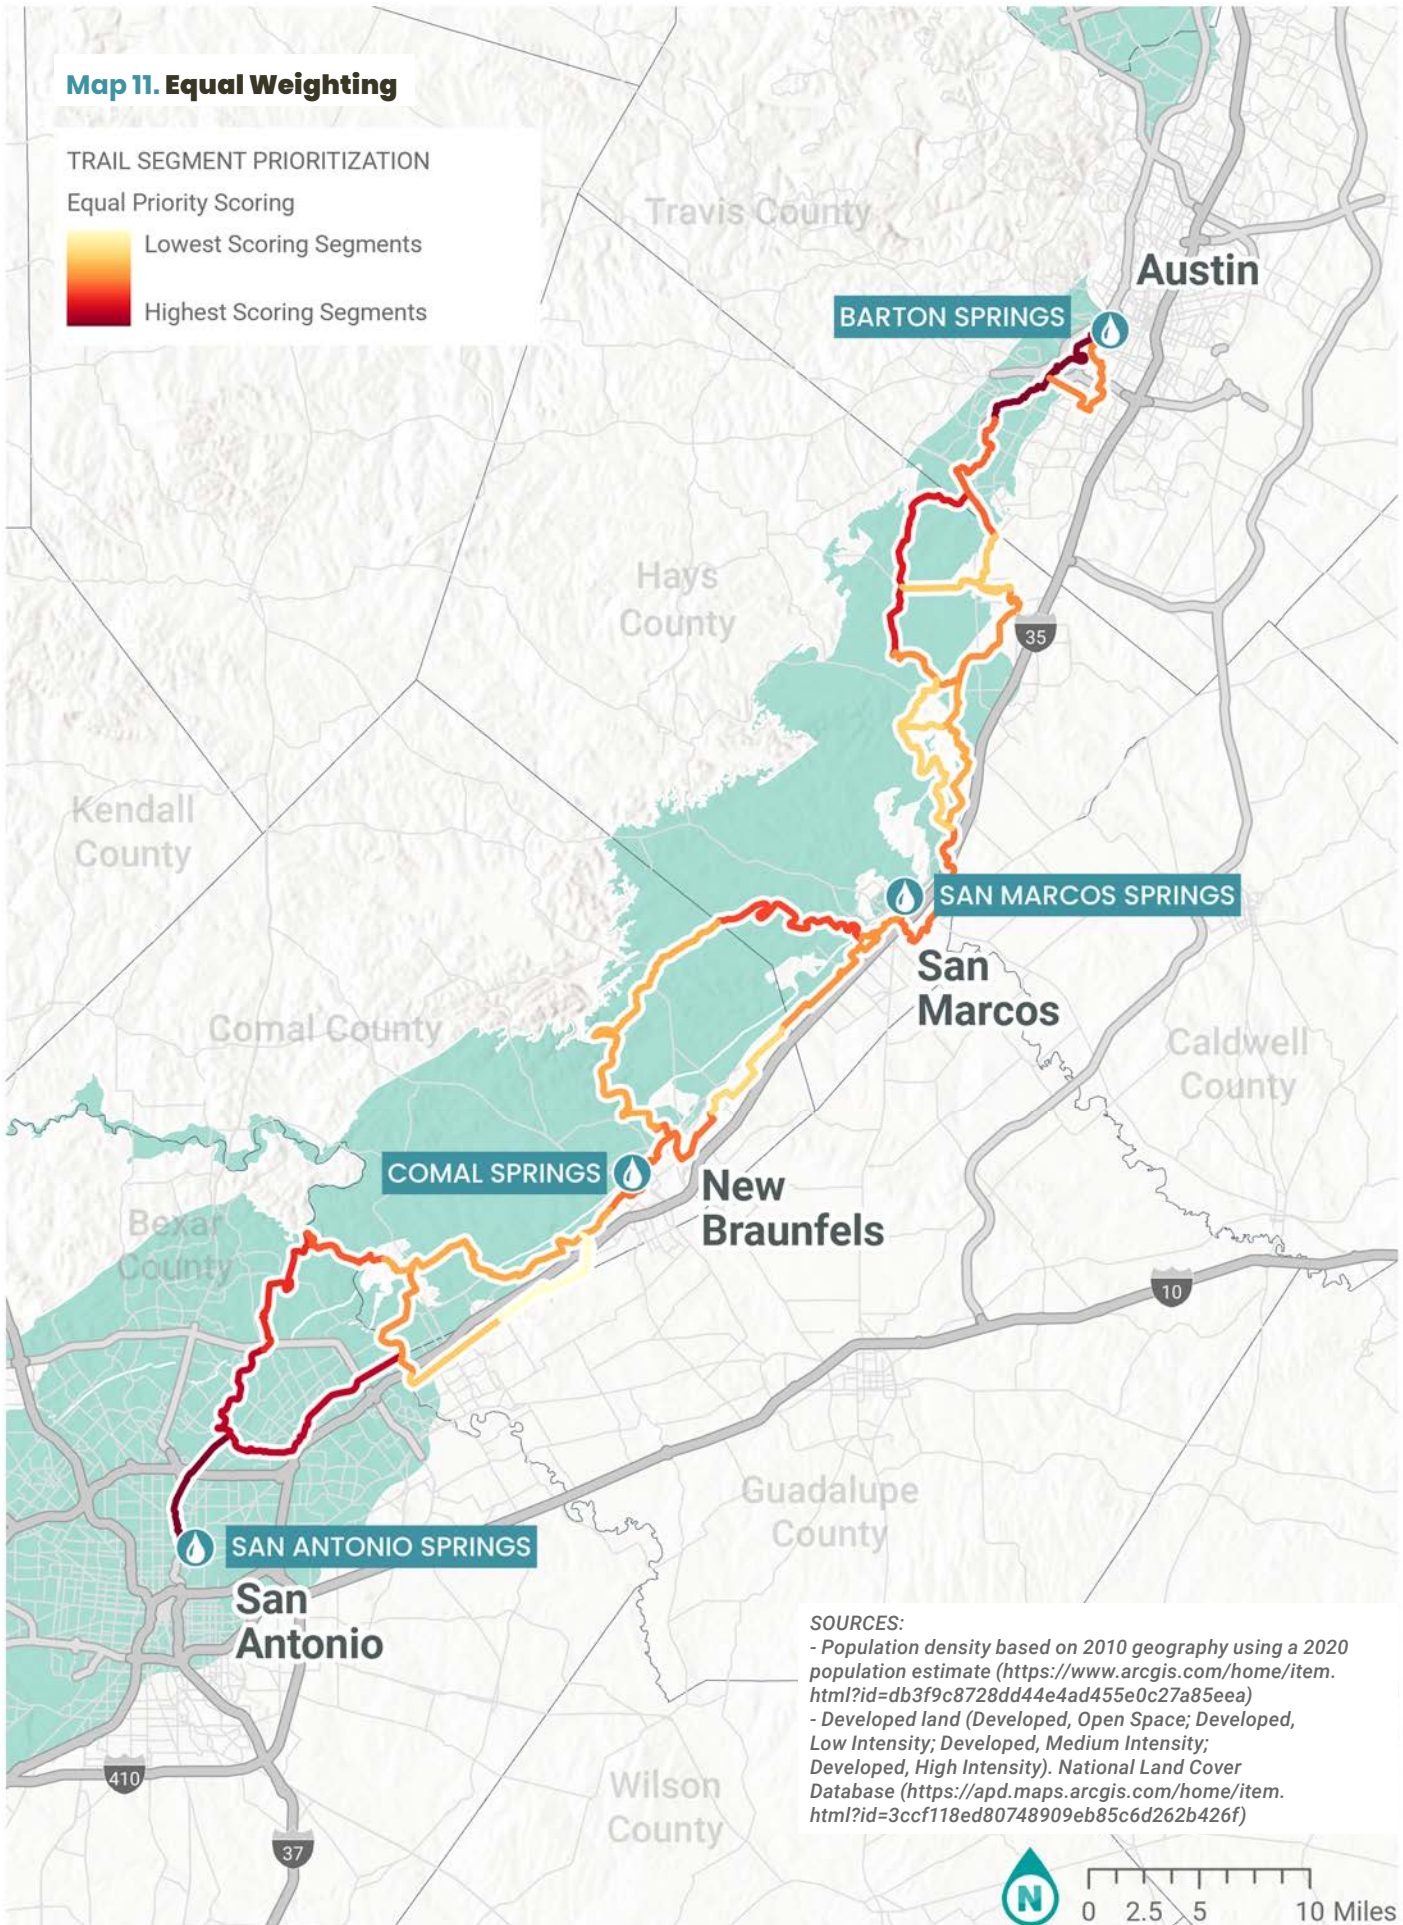 Map 11. Equal Weighting
TRAIL SEGMENT PRIORITIZATION
Equal Priority Scoring
Lowest Scoring Segments
Highest Scoring Segments
Travis County
Austin
BARTON SPRINGS
Hays
County
35
Kendall
County
SAN MARCOS SPRINGS
San
Marcos
Comal County
Caldwell
County
COMAL SPRINGS
New
Braunfels
Bexar
County
10
Guadalupe
County
SAN ANTONIO SPRINGS
San
Antonio
SOURCES:
- Population density based on 2010 geography using a 2020
population estimate (https://www.arcgis.com/home/item.
html?id=db3f9c8728dd44e4ad455e0c27a85eea)
- Developed land (Developed, Open Space; Developed,
Low Intensity; Developed, Medium Intensity;
Developed, High Intensity). National Land Cover
Database (https://apd.maps.arcgis.com/home/item.
html?id=3ccf118ed80748909eb85c6d262b426f)
410
Wilson
County
37
N
0 2.5 5 10 Miles